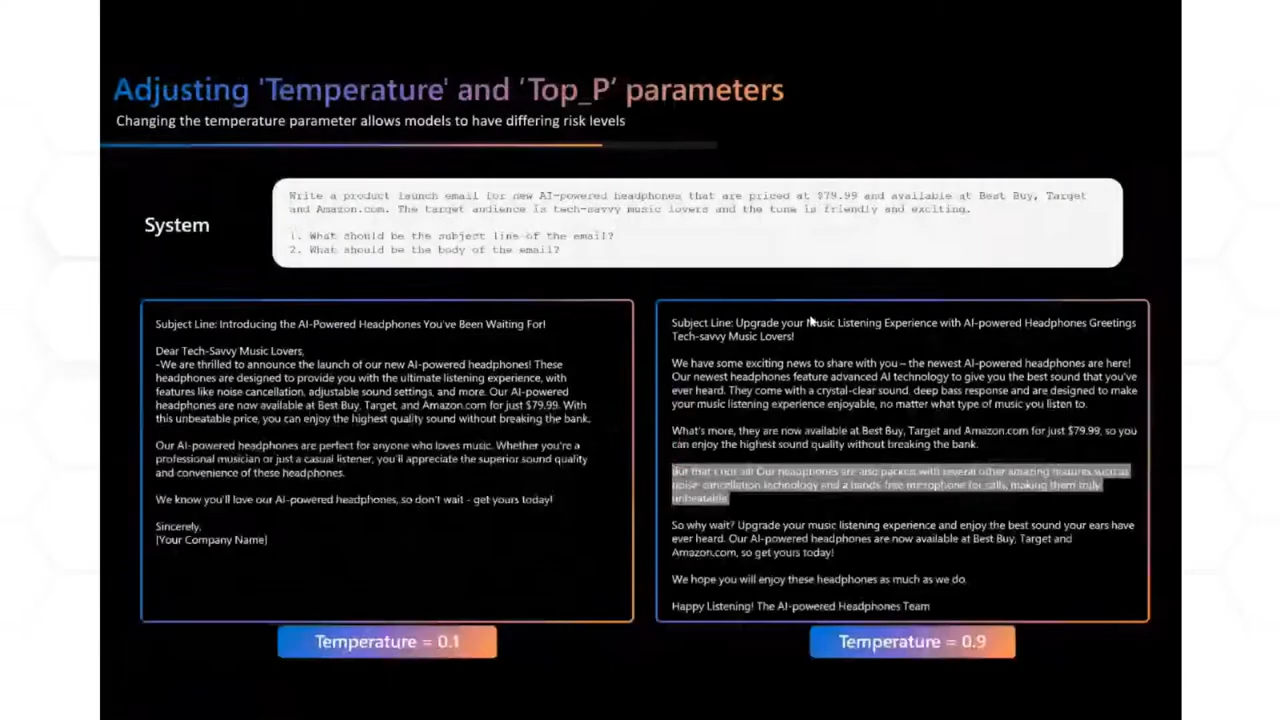 Adjusting 'Temperature' and 'Top_P' parameters
Changing the temperature parameter allows models to have differing risk levels
System
Write a product launch email for new AI-powered headphones that are priced at $79.99 and available at Best Buy, Target
and Amazon.com. The target audience is tech-savvy music lovers and the tone is friendly and exciting.
1. What should be the subject line of the email?
2. What should be the body of the email?
Subject Line: Introducing the AI-Powered Headphones You've Been Waiting For!
Dear Tech-Savvy Music Lovers,
-We are thrilled to announce the launch of our new AI-powered headphones! These
headphones are designed to provide you with the ultimate listening experience, with
features like noise cancellation, adjustable sound settings, and more. Our AI-powered
headphones are now available at Best Buy, Target, and Amazon.com for just $79.99. With
this unbeatable price, you can enjoy the highest quality sound without breaking the bank.
Our AI-powered headphones are perfect for anyone who loves music. Whether you're a
professional musician or just a casual listener, you'll appreciate the superior sound quality
and convenience of these headphones.
We know you'll love our AI-powered headphones, so don't wait - get yours today!
Sincerely,
[Your Company Name]
Temperature = 0.1
Subject Line: Upgrade your Music Listening Experience with AI-powered Headphones Greetings
Tech-savvy Music Lovers!
We have some exciting news to share with you – the newest AI-powered headphones are here!
Our newest headphones feature advanced AI technology to give you the best sound that you've
ever heard. They come with a crystal-clear sound, deep bass response and are designed to make
your music listening experience enjoyable, no matter what type of music you listen to.
What's more, they are now available at Best Buy, Target and Amazon.com for just $79.99, so you
can enjoy the highest sound quality without breaking the bank.
But that's not all! Our headphones are also packed with several other amazing features such as
noise-cancellation technology and a hands-free microphone for calls, making them truly
unbeatable.
So why wait? Upgrade your music listening experience and enjoy the best sound your ears have
ever heard. Our AI-powered headphones are now available at Best Buy, Target and
Amazon.com, so get yours today!
We hope you will enjoy these headphones as much as we do.
Happy Listening! The AI-powered Headphones Team
Temperature = 0.9